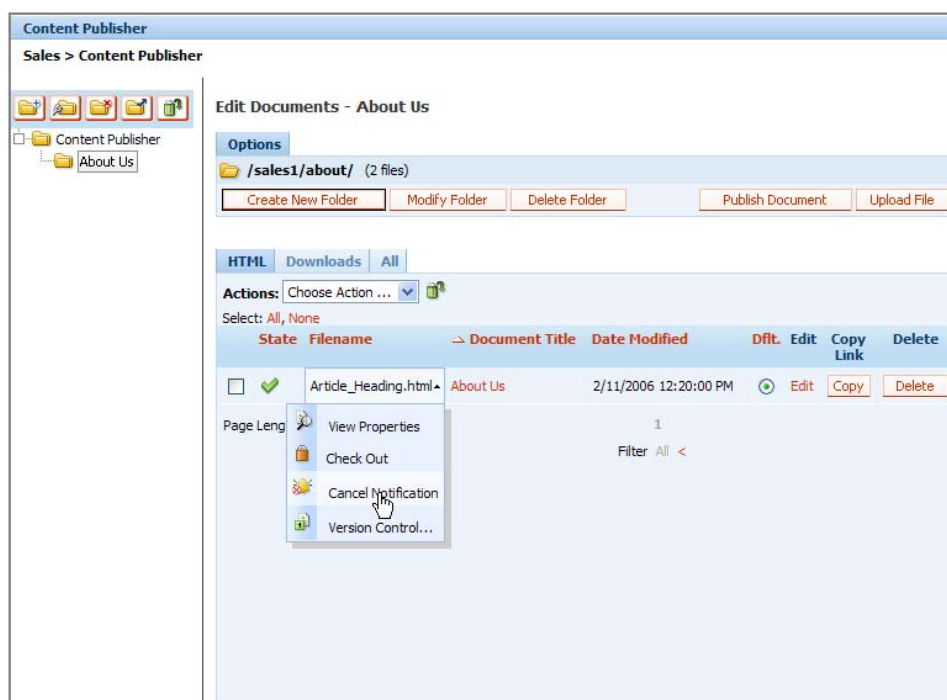 Content Publisher
Sales > Content Publisher
Content Publisher
About Us
Edit Documents - About Us
Options
/sales1/about/ (2 files)
Create New Folder Modify Folder Delete Folder Publish Document Upload File
HTML Downloads All
Actions: Choose Action ...
Select: All, None
State Filename Document Title Date Modified Dflt. Edit Copy Link Delete
Article_Heading.html About Us 2/11/2006 12:20:00 PM Edit Copy Delete
Page Leng 1
Filter All <
View Properties
Check Out
Cancel Notification
Version Control...